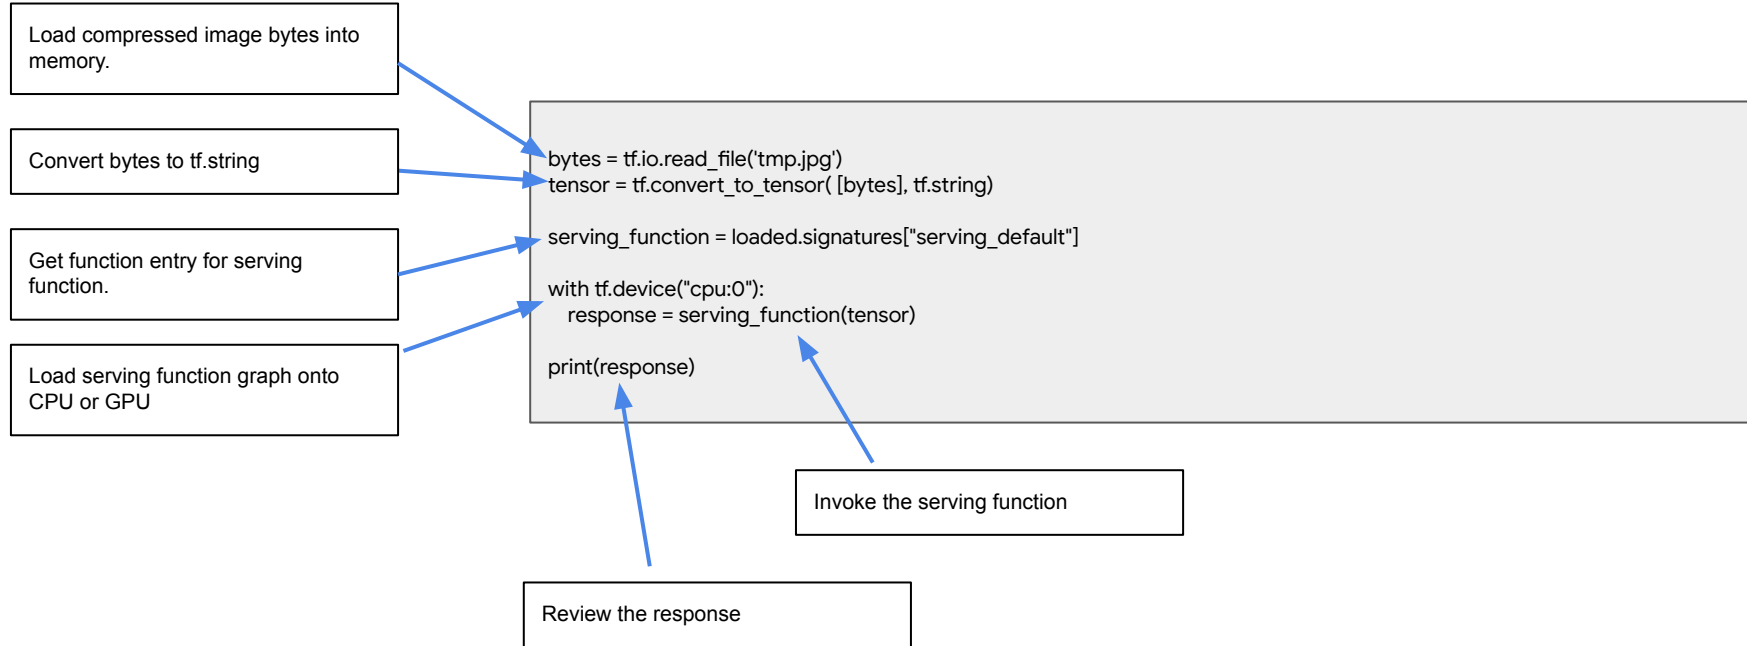 Load compressed image bytes into
memory.
Convert bytes to tf.string
Get function entry for serving
function.
Load serving function graph onto
CPU or GPU
bytes = tf.io.read_file('tmp.jpg')
tensor = tf.convert_to_tensor( [bytes], tf.string)
serving_function = loaded.signatures["serving_default"]
with tf.device("cpu:0"):
response = serving_function(tensor)
print(response)
Invoke the serving function
Review the response